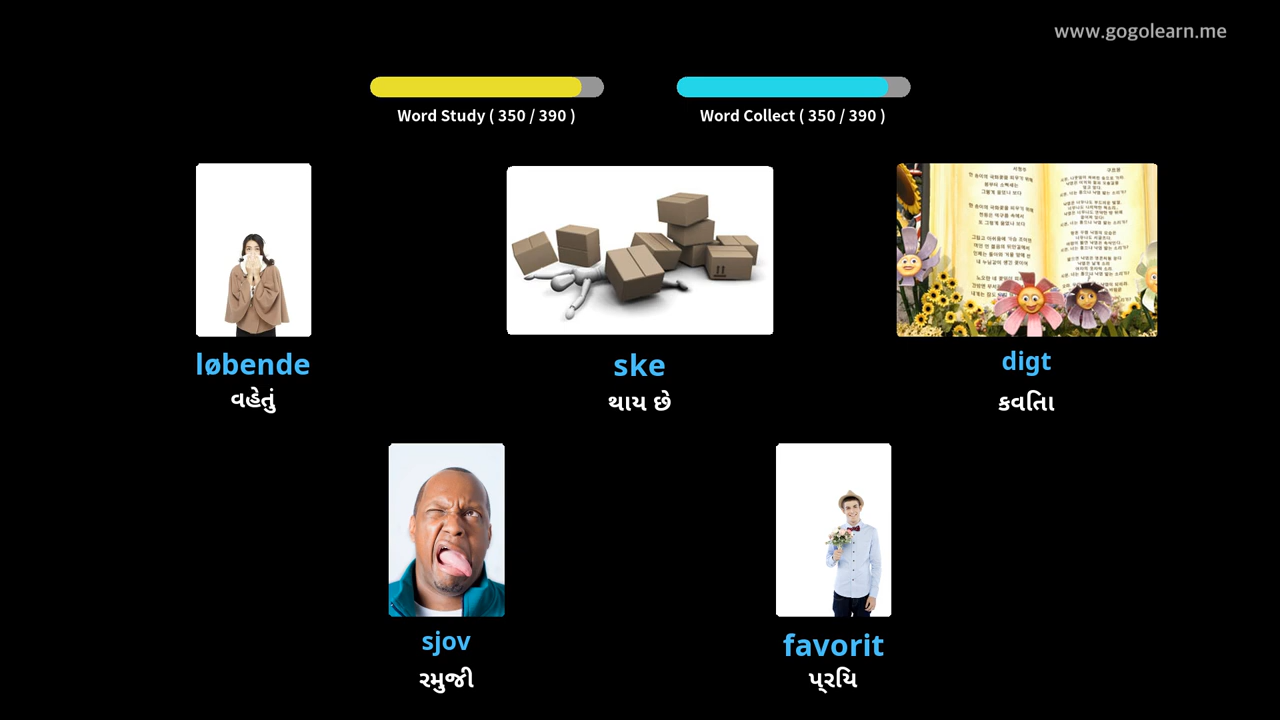 www.gogolearn.me
Word Study ( 350 / 390 )
Word Collect ( 350 / 390 )
løbende
વહેતું
ske
થાય છે
digt
કવિતા
sjov
રમુજી
favorit
પ્રિય